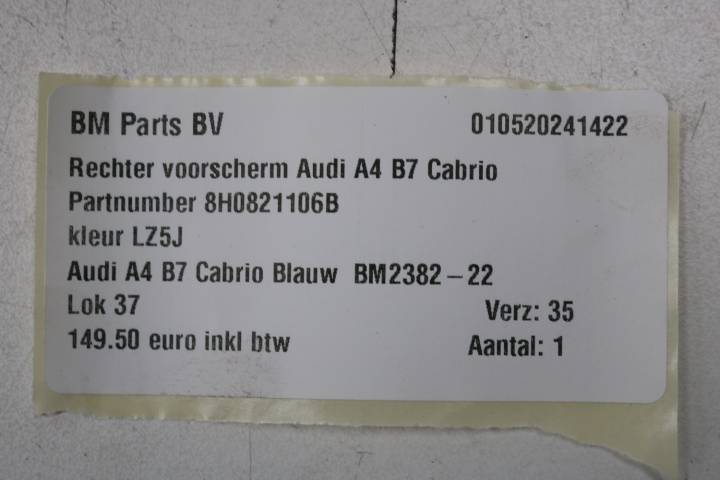 BM Parts BV 010520241422
Rechter voorscherm Audi A4 B7 Cabrio
Partnumber 8H0821106B
kleur LZ5J
Audi A4 B7 Cabrio Blauw BM2382-22
Lok 37 Verz: 35
149.50 euro inkl btw Aantal: 1